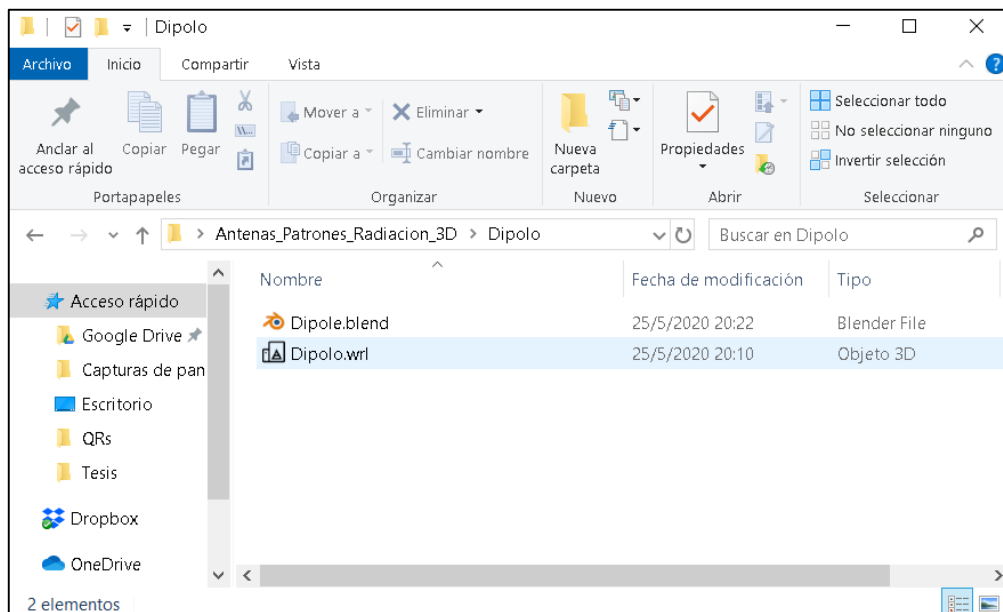 Dipolo
Archivo Inicio Compartir Vista
Anclar al acceso rápido
Copiar
Pegar
Portapapeles
Mover a
Copiar a
Eliminar
Cambiar nombre
Organizar
Nueva carpeta
Nuevo
Propiedades
Abrir
Seleccionar todo
No seleccionar ninguno
Invertir selección
Seleccionar
Antenas_Patrones_Radiacion_3D > Dipolo
Buscar en Dipolo
Nombre Fecha de modificación Tipo
Dipole.blend 25/5/2020 20:22 Blender File
Dipolo.wrl 25/5/2020 20:10 Objeto 3D
Acceso rápido
Google Drive
Capturas de pan
Escritorio
QRs
Tesis
Dropbox
OneDrive
2 elementos